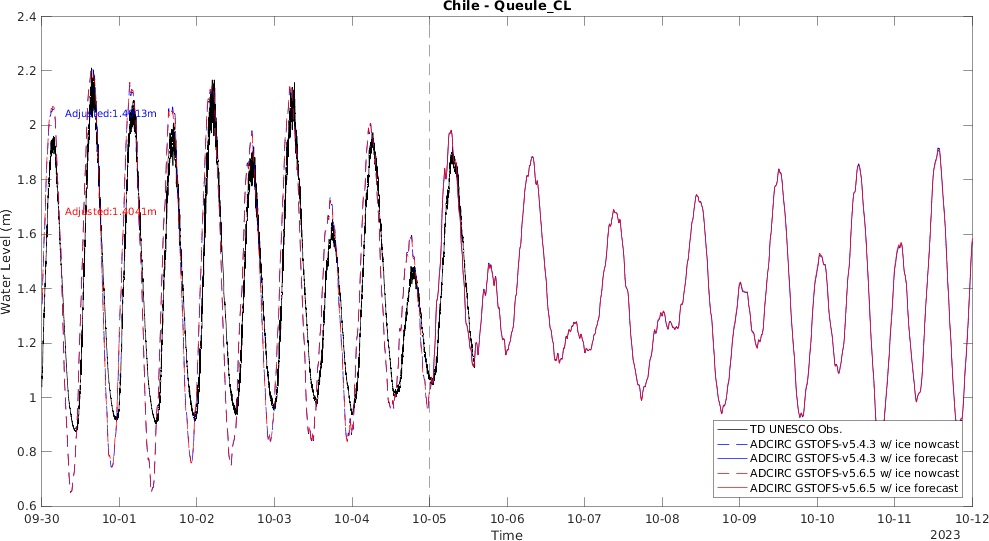 Chile - Queule_CL
2.4
2.2
2
1.8
1.6
1.4
1.2
1
0.8
0.6
Water Level (m)
Adjusted:1.4613m
Adjusted:1.4041m
09-30
10-01
10-02
10-03
10-04
10-05
10-06
10-07
10-08
10-09
10-10
10-11
10-12
Time
2023
TD UNESCO Obs.
ADCIRC GSTOFS-v5.4.3 w/ ice nowcast
ADCIRC GSTOFS-v5.4.3 w/ ice forecast
ADCIRC GSTOFS-v5.6.5 w/ ice nowcast
ADCIRC GSTOFS-v5.6.5 w/ ice forecast